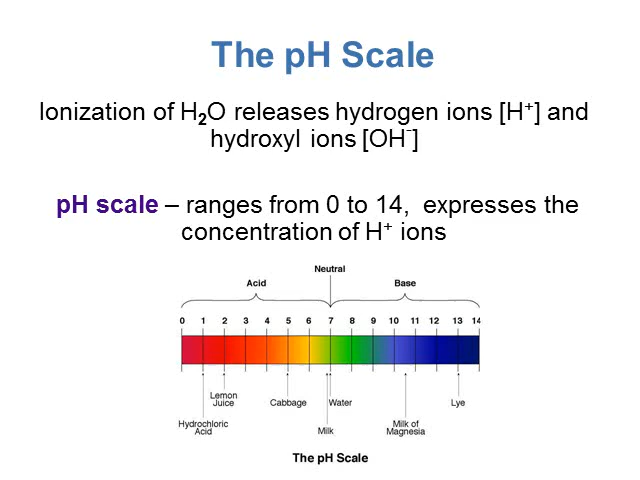 The pH Scale
Ionization of H₂O releases hydrogen ions [H⁺] and
hydroxyl ions [OH⁻]
pH scale – ranges from 0 to 14, expresses the
concentration of H⁺ ions
Neutral
Acid Base
0 1 2 3 4 5 6 7 8 9 10 11 12 13 14
Lemon
Juice
Cabbage Water Lye
Hydrochloric
Acid
Milk
Milk of
Magnesia
The pH Scale